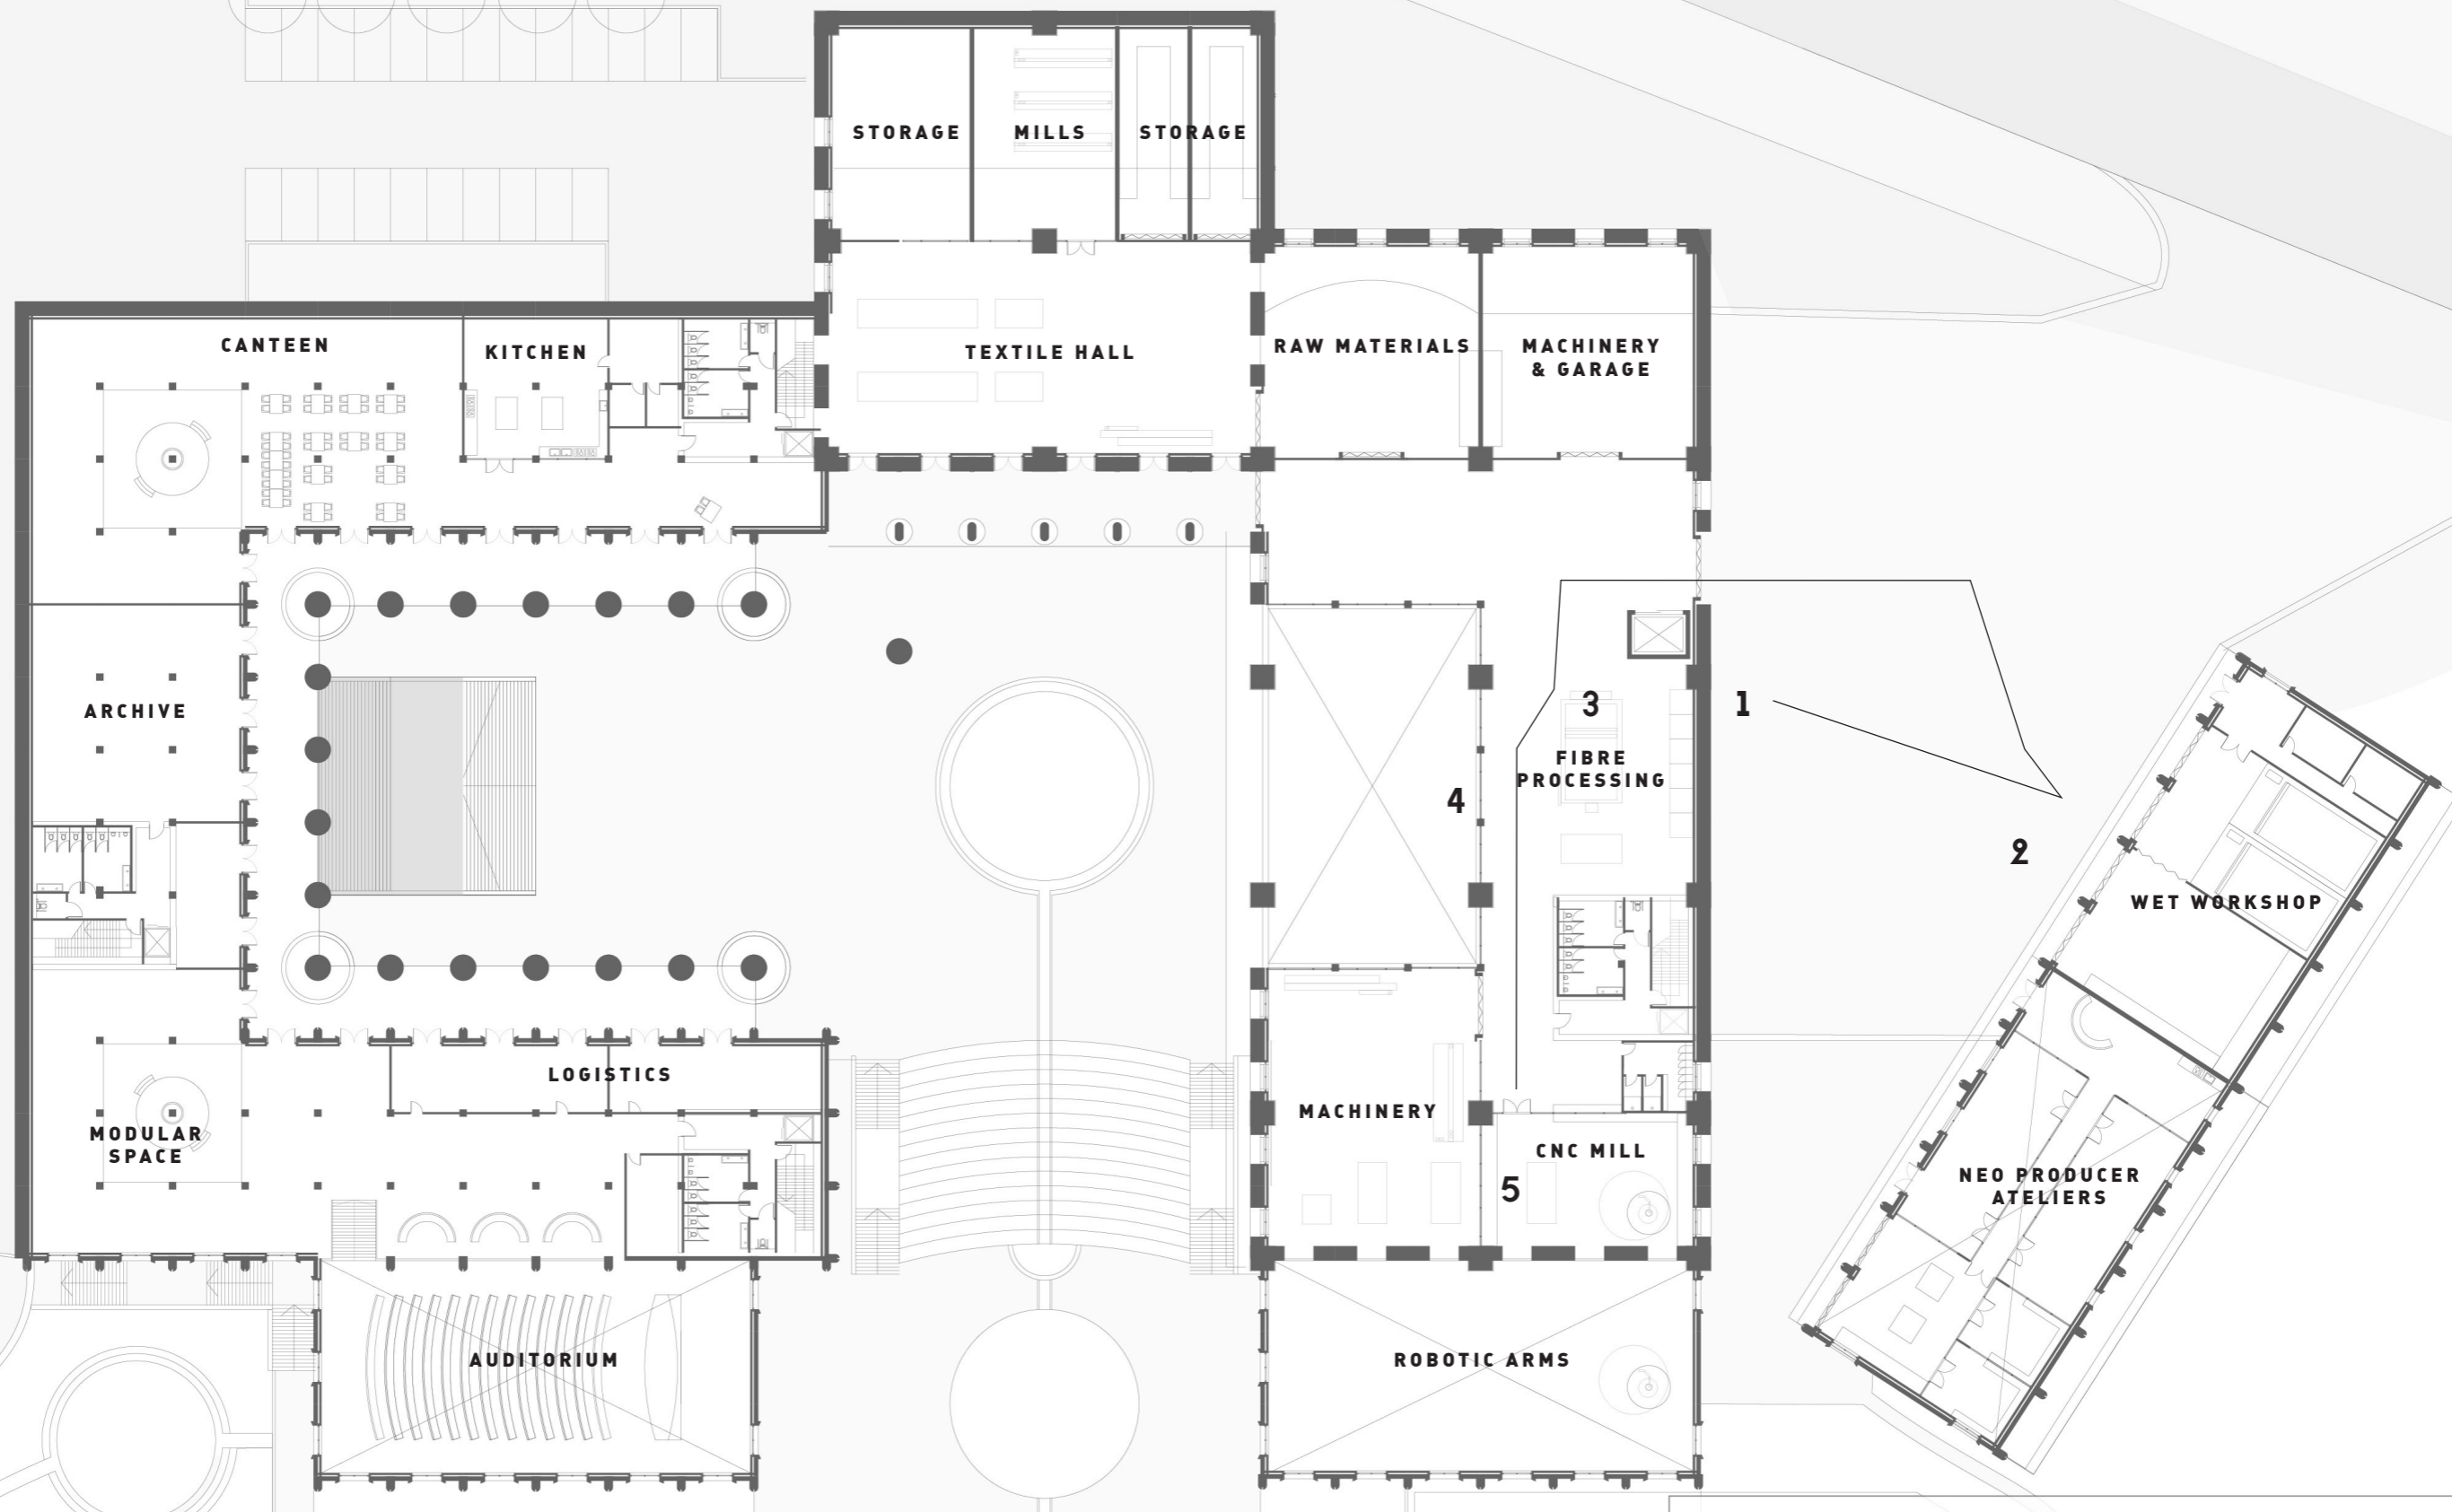 STORAGE
MILLS
STORAGE
CANTEEN
KITCHEN
TEXTILE HALL
RAW MATERIALS
MACHINERY
& GARAGE
ARCHIVE
3
1
FIBRE
PROCESSING
4
2
WET WORKSHOP
LOGISTICS
MODULAR
SPACE
MACHINERY
CNC MILL
5
NEO PRODUCER
ATELIERS
AUDITORIUM
ROBOTIC ARMS